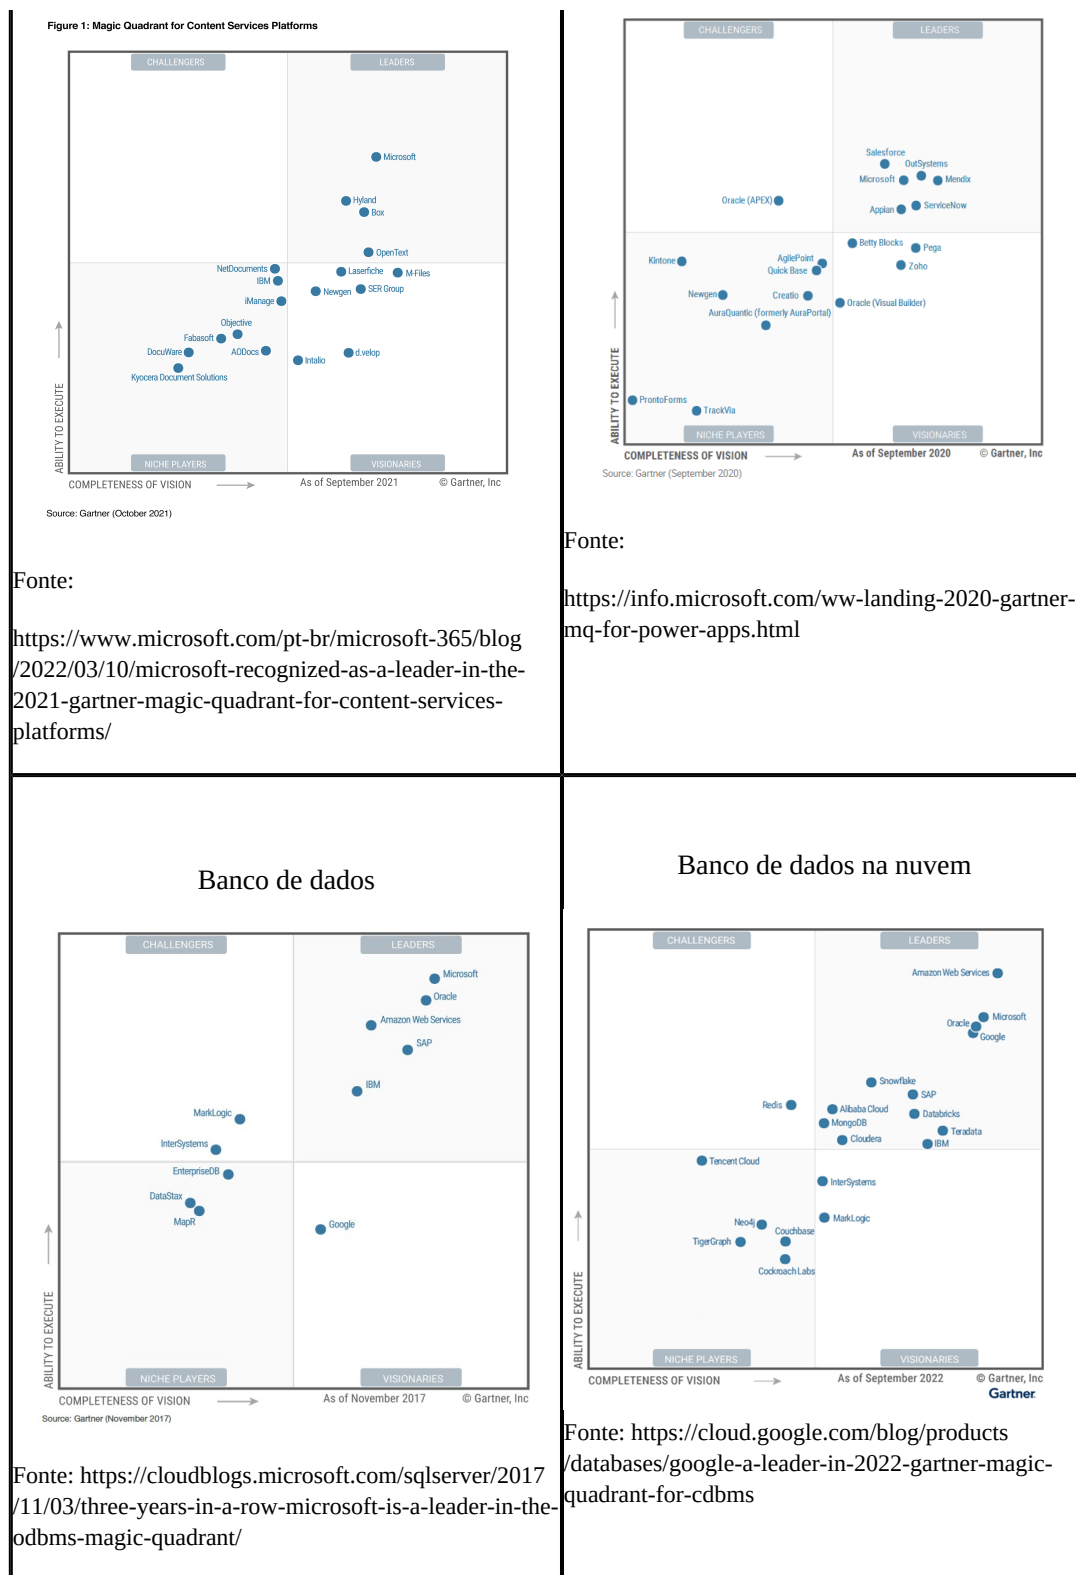 Figure 1: Magic Quadrant for Content Services Platforms
CHALLENGERS
LEADERS
Microsoft
Hyland
Box
OpenText
NetDocuments
IBM
Laserfiche
M-Files
iManage
Newgen
SER Group
Objective
Fabasoft
DocuWare
AODocs
Intalio
d.velop
Kyocera Document Solutions
ABILITY TO EXECUTE
NICHE PLAYERS
VISIONARIES
COMPLETENESS OF VISION
As of September 2021
© Gartner, Inc
Source: Gartner (October 2021)
Fonte:
https://www.microsoft.com/pt-br/microsoft-365/blog
/2022/03/10/microsoft-recognized-as-a-leader-in-the-
2021-gartner-magic-quadrant-for-content-services-
platforms/
CHALLENGERS
LEADERS
Salesforce
OutSystems
Microsoft
Mendix
Oracle (APEX)
Appian
ServiceNow
Betty Blocks
Pega
Kintone
AgilePoint
Quick Base
Zoho
Newgen
Creatio
Oracle (Visual Builder)
AuraQuantic (formerly AuraPortal)
ProntoForms
TrackVia
ABILITY TO EXECUTE
NICHE PLAYERS
VISIONARIES
COMPLETENESS OF VISION
As of September 2020
© Gartner, Inc
Source: Gartner (September 2020)
Fonte:
https://info.microsoft.com/ww-landing-2020-gartner-
mq-for-power-apps.html
Banco de dados
CHALLENGERS
LEADERS
Microsoft
Oracle
Amazon Web Services
SAP
IBM
MarkLogic
InterSystems
EnterpriseDB
DataStax
MapR
Google
ABILITY TO EXECUTE
NICHE PLAYERS
VISIONARIES
COMPLETENESS OF VISION
As of November 2017
© Gartner, Inc
Source: Gartner (November 2017)
Fonte: https://cloudblogs.microsoft.com/sqlserver/2017
/11/03/three-years-in-a-row-microsoft-is-a-leader-in-the-
odbms-magic-quadrant/
Banco de dados na nuvem
CHALLENGERS
LEADERS
Amazon Web Services
Microsoft
Oracle
Google
Snowflake
SAP
Redis
Alibaba Cloud
Databricks
MongoDB
Teradata
Cloudera
IBM
Tencent Cloud
InterSystems
MarkLogic
Neo4j
Couchbase
TigerGraph
Cockroach Labs
ABILITY TO EXECUTE
NICHE PLAYERS
VISIONARIES
COMPLETENESS OF VISION
As of September 2022
© Gartner, Inc
Gartner
Fonte: https://cloud.google.com/blog/products
/databases/google-a-leader-in-2022-gartner-magic-
quadrant-for-cdbms